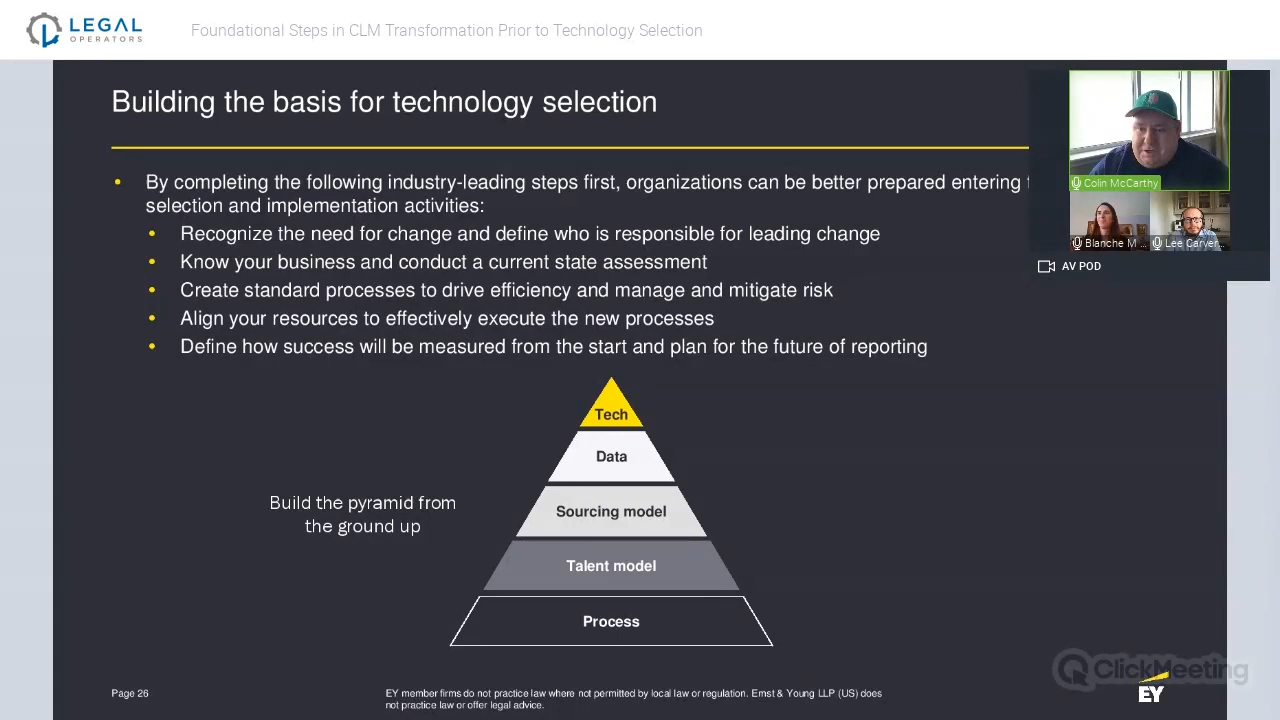 LEGAL
OPERATORS
Foundational Steps in CLM Transformation Prior to Technology Selection
Building the basis for technology selection
• By completing the following industry-leading steps first, organizations can be better prepared entering
selection and implementation activities:
• Recognize the need for change and define who is responsible for leading change
• Know your business and conduct a current state assessment
• Create standard processes to drive efficiency and manage and mitigate risk
• Align your resources to effectively execute the new processes
• Define how success will be measured from the start and plan for the future of reporting
Colin McCarthy
Blanche M ...
Lee Carver...
AV POD
Tech
Data
Sourcing model
Talent model
Process
Build the pyramid from
the ground up
ClickMeeting
Page 26
EY member firms do not practice law where not permitted by local law or regulation. Ernst & Young LLP (US) does
not practice law or offer legal advice.
EY